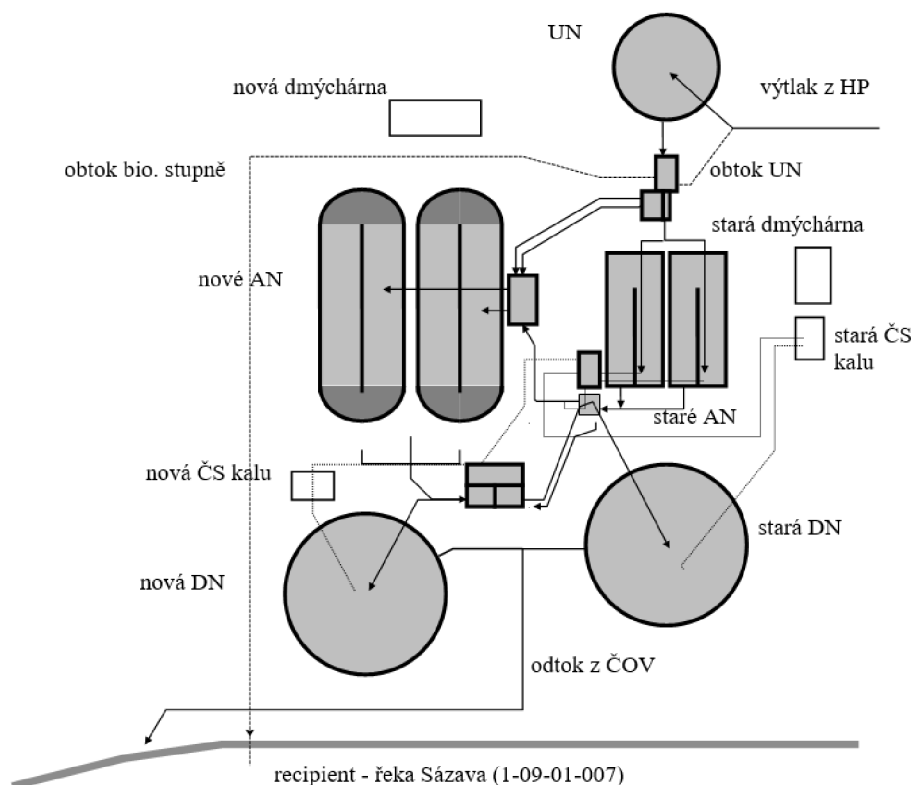 UN
nová dmýchárna
výtlak z HP
obtok bio. stupně
obtok UN
stará dmýchárna
nové AN
stará ČS
kalu
staré AN
nová ČS kalu
stará DN
nová DN
odtok z ČOV
recipient - řeka Sázava (1-09-01-007)